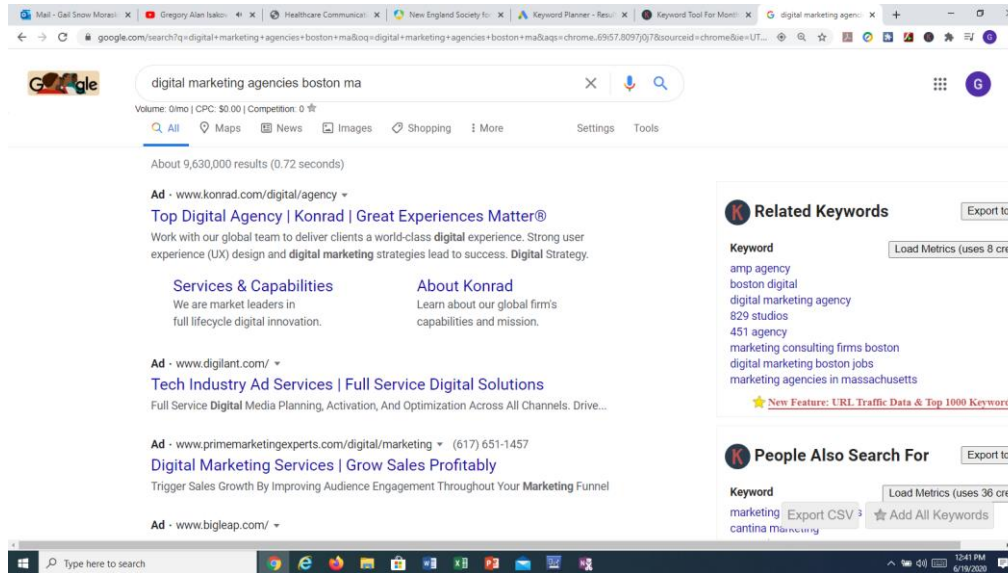 Mail - Gail Snow Morask
Gregory Alan Isakov
Healthcare Communicati
New England Society fo
Keyword Planner - Resul
Keyword Tool For Month
digital marketing agenc
google.com/search?q=digital+marketing+agencies+boston+ma&oq=digital+marketing+agencies+boston+ma&aqs=chrome..69i57.8097j0j7&sourceid=chrome&ie=UT...
G
digital marketing agencies boston ma
G
Volume: 0/mo | CPC: $0.00 | Competition: 0
All Maps News Images Shopping More Settings Tools
About 9,630,000 results (0.72 seconds)
Ad · www.konrad.com/digital/agency
Top Digital Agency | Konrad | Great Experiences Matter®
Work with our global team to deliver clients a world-class digital experience. Strong user
experience (UX) design and digital marketing strategies lead to success. Digital Strategy.
Services & Capabilities
We are market leaders in
full lifecycle digital innovation.
About Konrad
Learn about our global firm's
capabilities and mission.
Ad · www.digilant.com/
Tech Industry Ad Services | Full Service Digital Solutions
Full Service Digital Media Planning, Activation, And Optimization Across All Channels. Drive...
Ad · www.primemarketingexperts.com/digital/marketing (617) 651-1457
Digital Marketing Services | Grow Sales Profitably
Trigger Sales Growth By Improving Audience Engagement Throughout Your Marketing Funnel
Ad · www.bigleap.com/
K Related Keywords Export to
Keyword Load Metrics (uses 8 cre
amp agency
boston digital
digital marketing agency
829 studios
451 agency
marketing consulting firms boston
digital marketing boston jobs
marketing agencies in massachusetts
New Feature: URL Traffic Data & Top 1000 Keyword
K People Also Search For Export to
Keyword Load Metrics (uses 36 cre
marketing
Export CSV Add All Keywords
cantina marketing
Type here to search
12:41 PM
6/19/2020